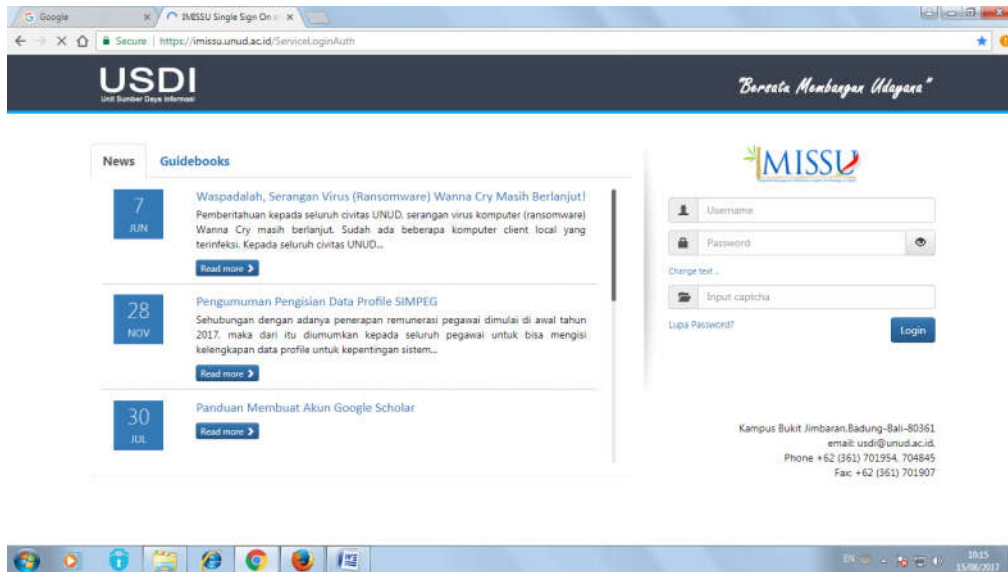 Google
IMISSU Single Sign On
Secure | https://imissu.unud.ac.id/ServiceLoginAuth
USDI
Unit Sumber Daya Informasi
"Bersatu Membangun Udayana"
News
Guidebooks
7
JUN
Waspadalah, Serangan Virus (Ransomware) Wanna Cry Masih Berlanjut!
Pemberitahuan kepada seluruh civitas UNUD, serangan virus komputer (ransomware)
Wanna Cry masih berlanjut. Sudah ada beberapa komputer client local yang
terinfeksi. Kepada seluruh civitas UNUD...
Read more
28
NOV
Pengumuman Pengisian Data Profile SIMPEG
Sehubungan dengan adanya penerapan remunerasi pegawai dimulai di awal tahun
2017, maka dari itu diumumkan kepada seluruh pegawai untuk bisa mengisi
kelengkapan data profile untuk kepentingan sistem...
Read more
30
JUL
Panduan Membuat Akun Google Scholar
Read more
IMISSU
Username
Password
Change text ..
Input captcha
Lupa Password?
Login
Kampus Bukit Jimbaran,Badung-Bali-80361
email: usdi@unud.ac.id,
Phone +62 (361) 701954, 704845
Fax: +62 (361) 701907
EN
10:15
15/06/2017